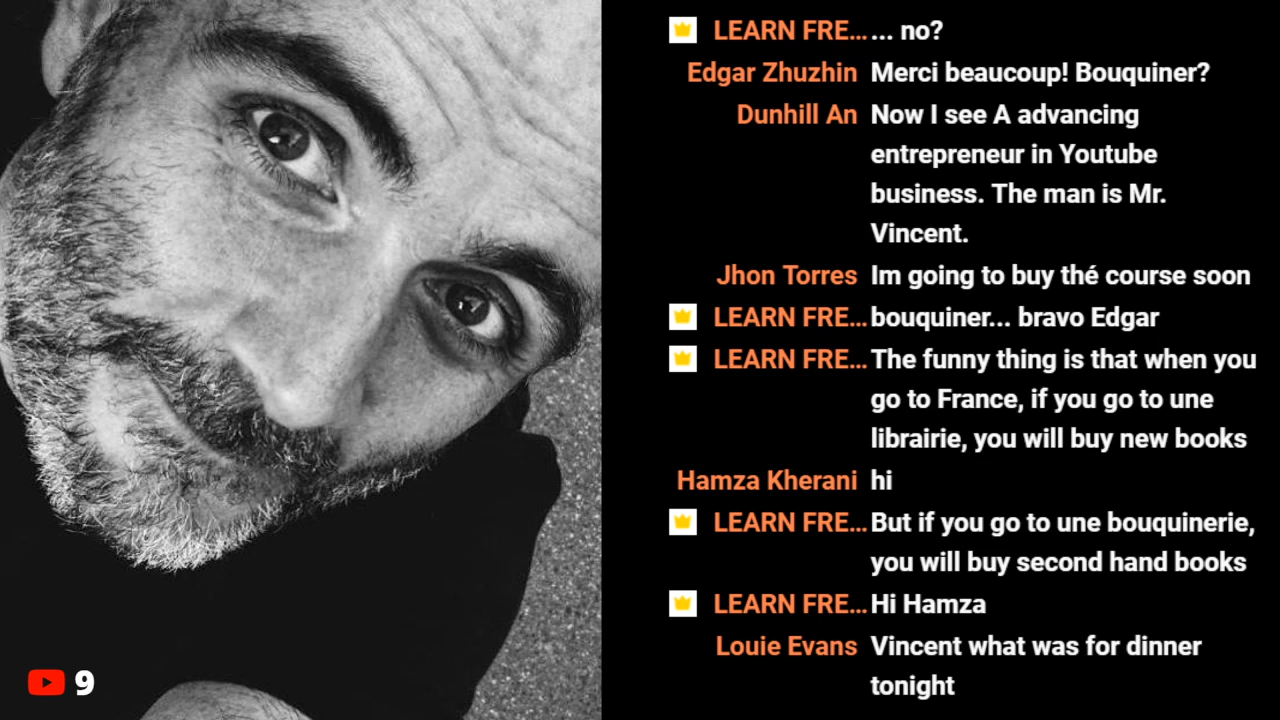 LEARN FRE... ... no?
Edgar Zhuzhin Merci beaucoup! Bouquiner?
Dunhill An Now I see A advancing
entrepreneur in Youtube
business. The man is Mr.
Vincent.
Jhon Torres Im going to buy thé course soon
LEARN FRE... bouquiner... bravo Edgar
LEARN FRE... The funny thing is that when you
go to France, if you go to une
librairie, you will buy new books
Hamza Kherani hi
LEARN FRE... But if you go to une bouquinerie,
you will buy second hand books
LEARN FRE... Hi Hamza
Louie Evans Vincent what was for dinner
tonight
9